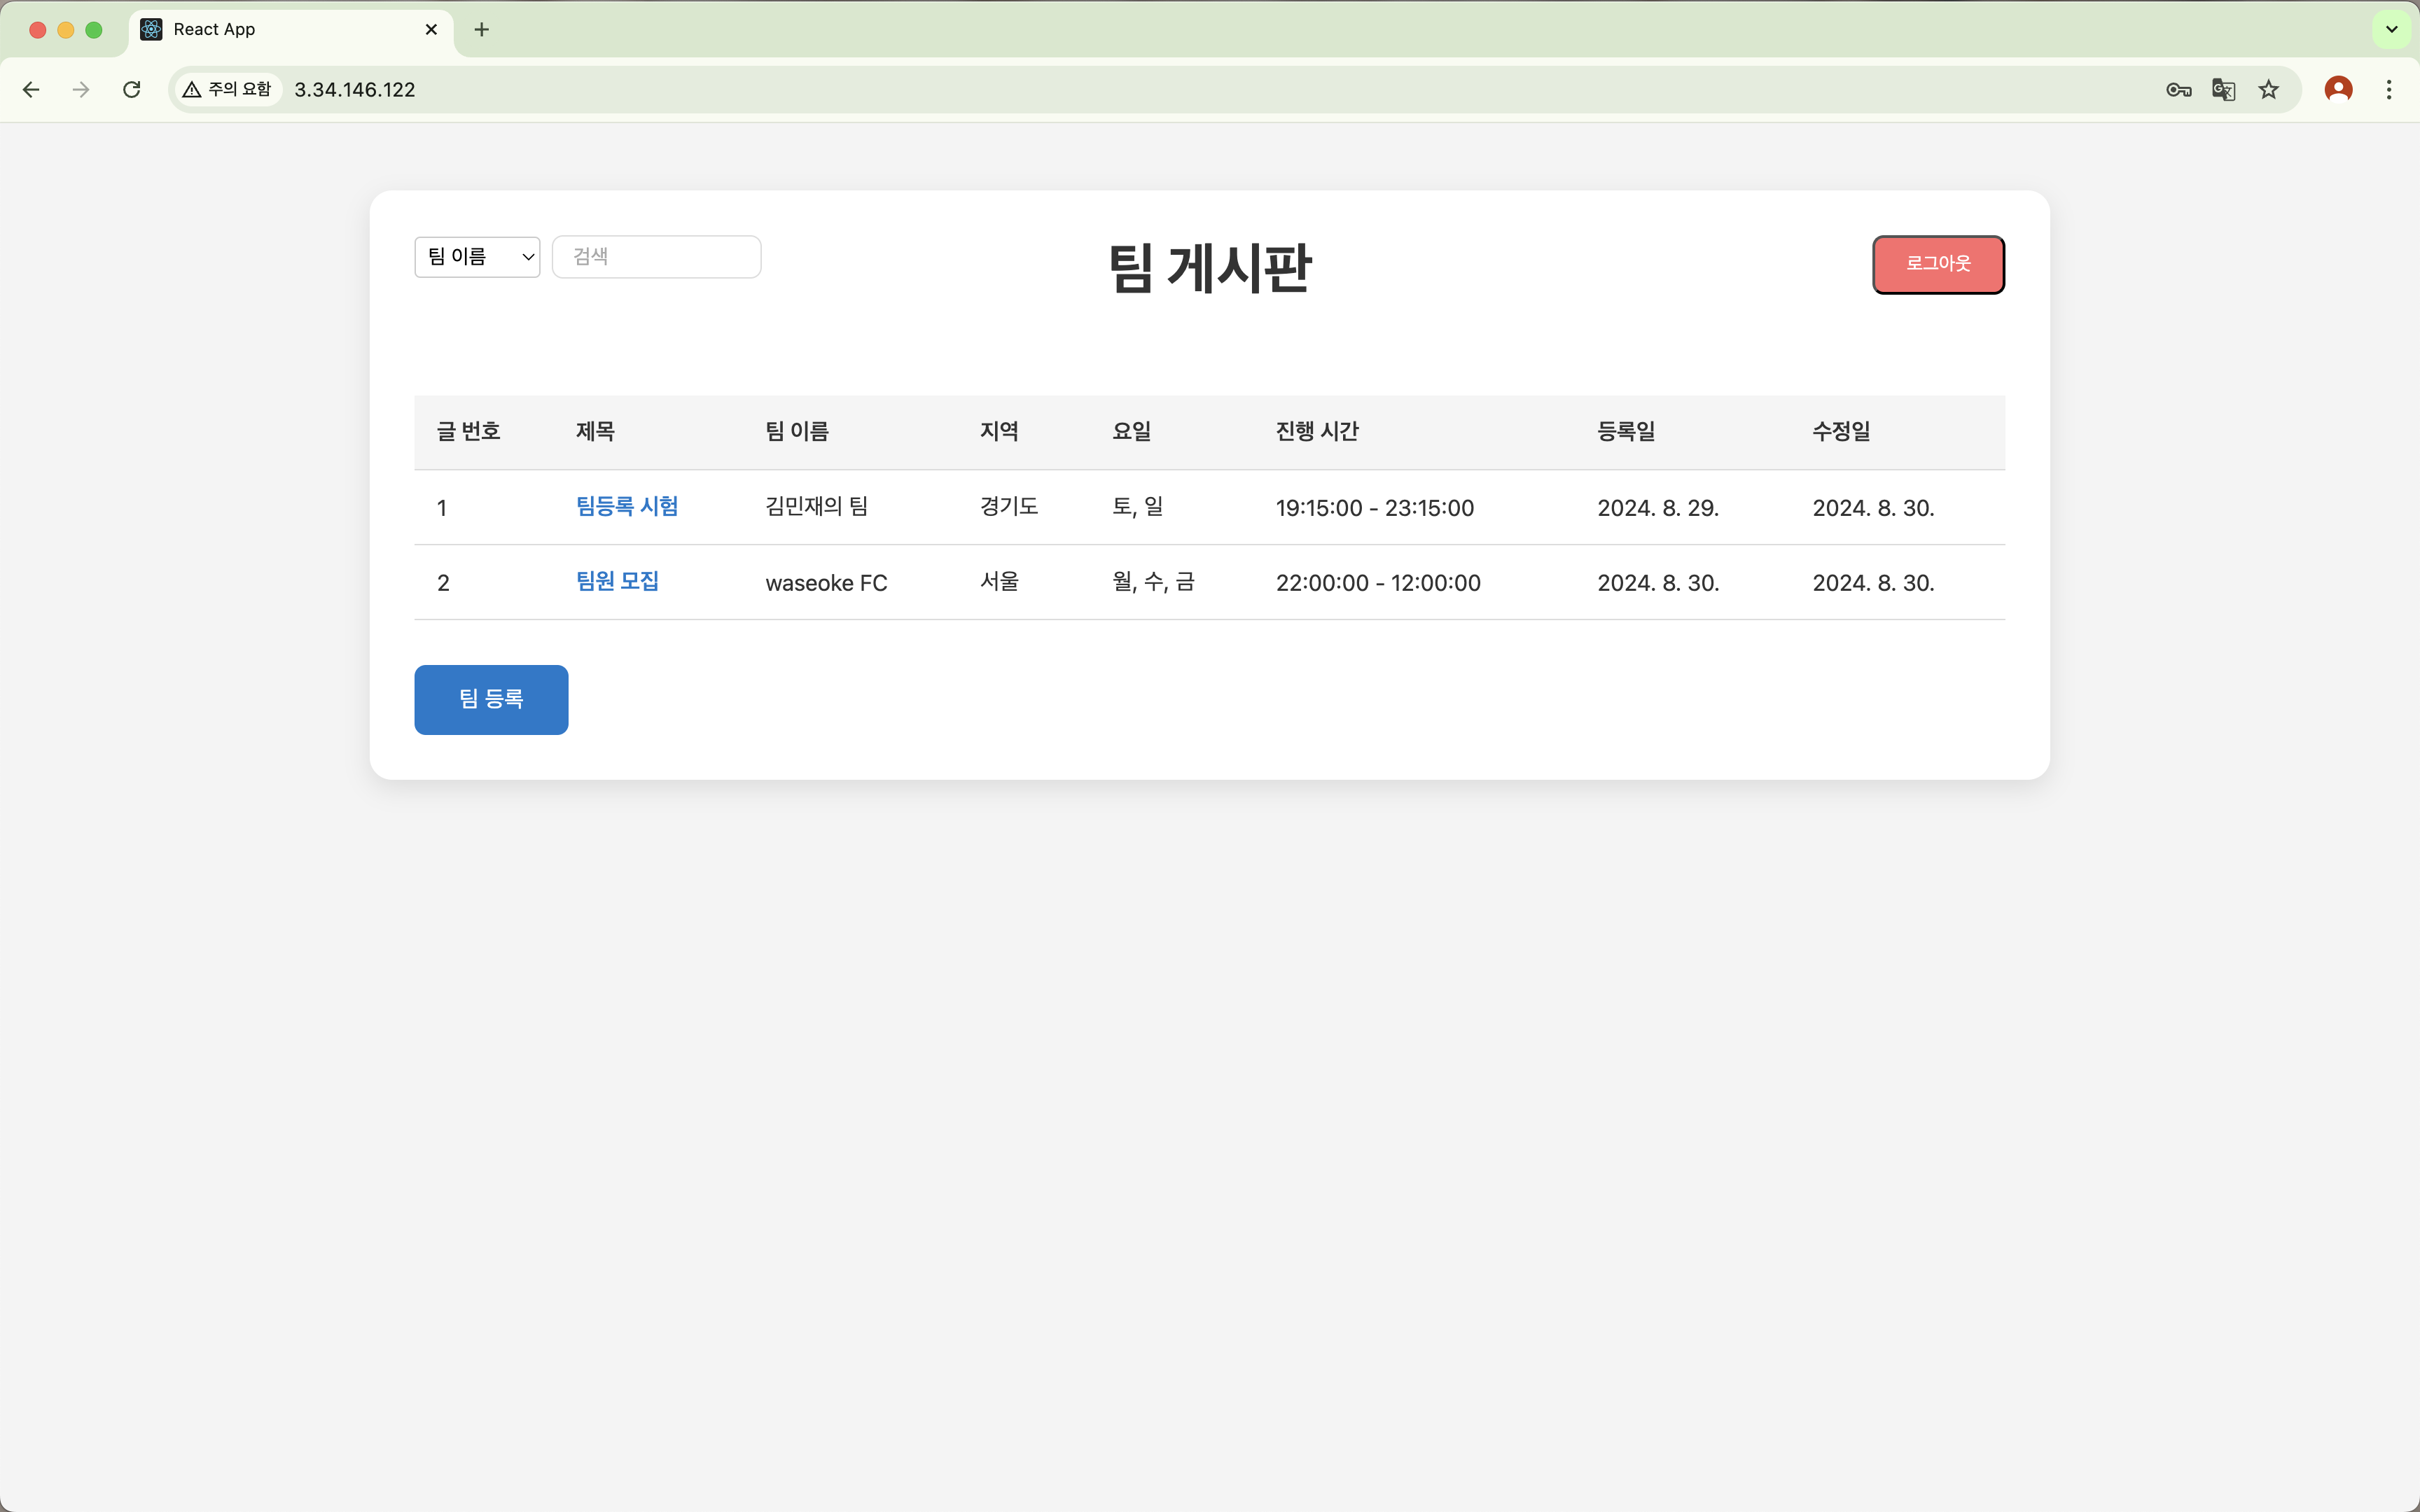 React App
주의 요함 3.34.146.122
팀 이름 검색 팀 게시판 로그아웃
글 번호 제목 팀 이름 지역 요일 진행 시간 등록일 수정일
1 팀등록 시험 김민재의 팀 경기도 토, 일 19:15:00 - 23:15:00 2024. 8. 29. 2024. 8. 30.
2 팀원 모집 waseoke FC 서울 월, 수, 금 22:00:00 - 12:00:00 2024. 8. 30. 2024. 8. 30.
팀 등록